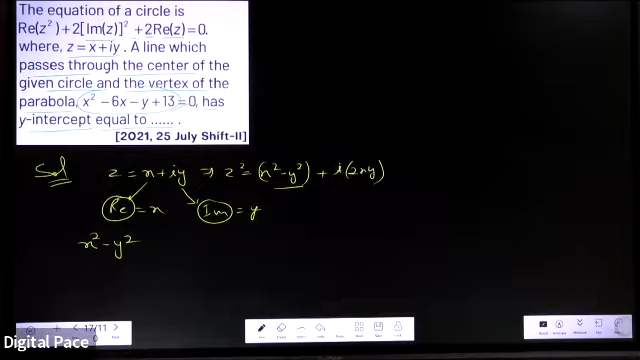 The equation of a circle is
Re(z²)+2[Im(z)]²+2Re(z)=0.
where, z=x+iy. A line which
passes through the center of the
given circle and the vertex of the
parabola, x²−6x−y+13=0, has
y-intercept equal to ...... .
[2021, 25 July Shift-II]
Sol z = x + iy ⇒ z² = (x²−y²) + i(2xy)
Re = x Im = y
x² − y²
Digital Pace
17/11
Next